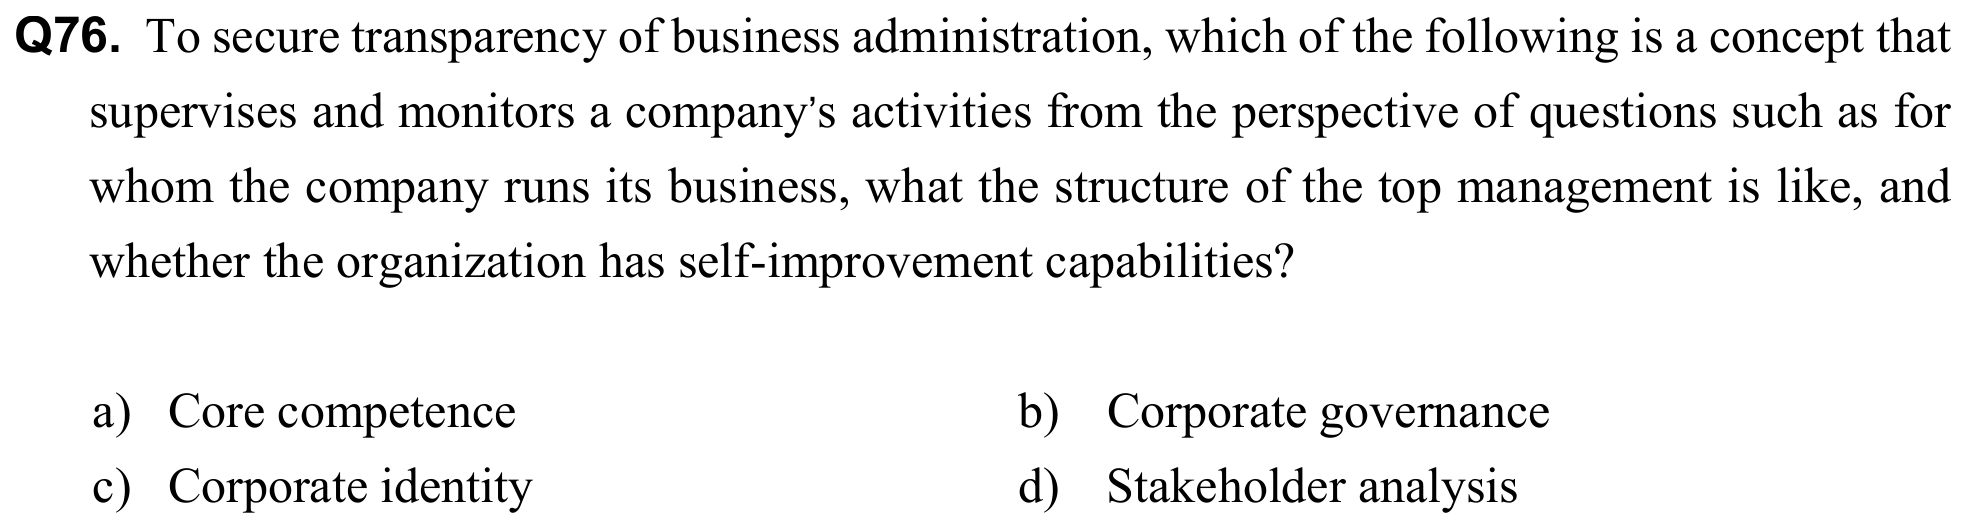 Q76. To secure transparency of business administration, which of the following is a concept that
supervises and monitors a company's activities from the perspective of questions such as for
whom the company runs its business, what the structure of the top management is like, and
whether the organization has self-improvement capabilities?
a) Core competence b) Corporate governance
c) Corporate identity d) Stakeholder analysis